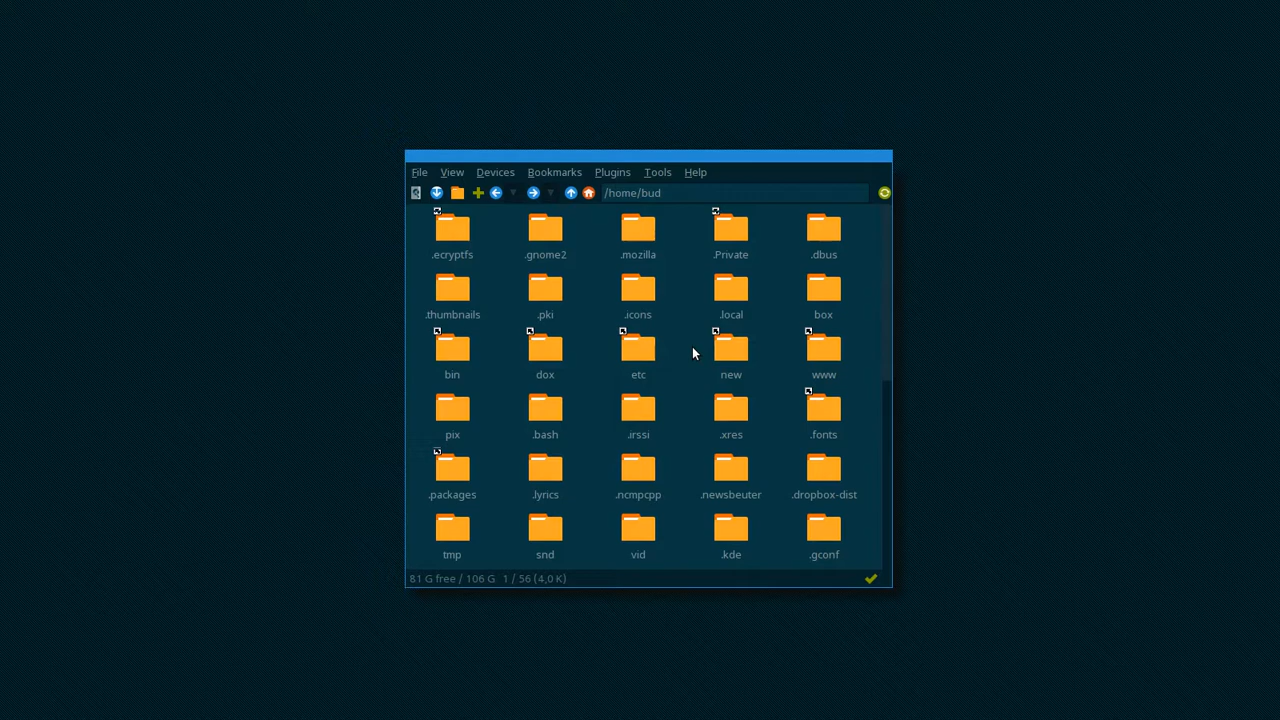 File View Devices Bookmarks Plugins Tools Help
/home/bud
.ecryptfs .gnome2 .mozilla .Private .dbus
.thumbnails .pki .icons .local box
bin dox etc new www
pix .bash .irssi .xres .fonts
.packages .lyrics .ncmpcpp .newsbeuter .dropbox-dist
tmp snd vid .kde .gconf
81 G free / 106 G 1 / 56 (4,0 K)